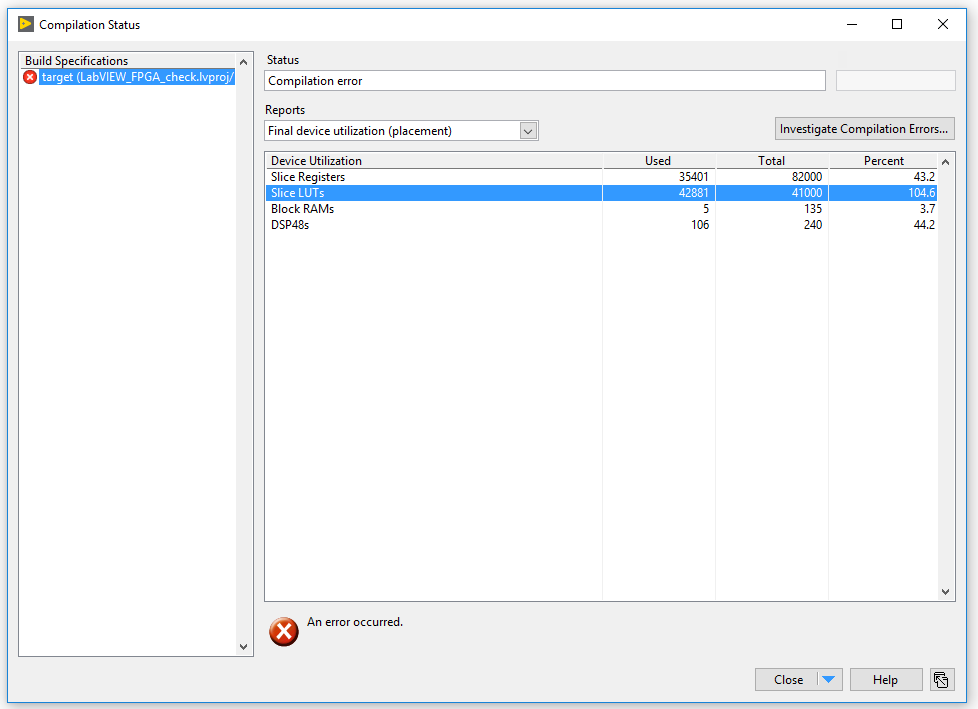 Compilation Status
Build Specifications
target (LabVIEW_FPGA_check.lvproj/
Status
Compilation error
Reports
Final device utilization (placement)
Investigate Compilation Errors...
Device Utilization Used Total Percent
Slice Registers 35401 82000 43.2
Slice LUTs 42881 41000 104.6
Block RAMs 5 135 3.7
DSP48s 106 240 44.2
An error occurred.
Close Help